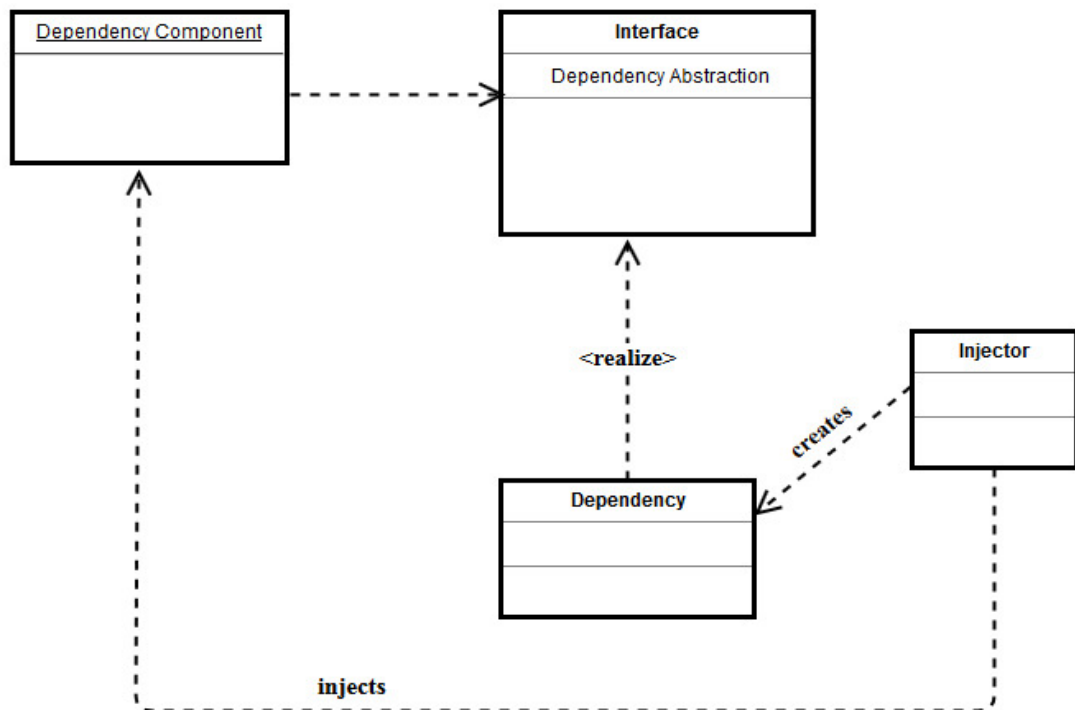 Dependency Component
Interface
Dependency Abstraction
<realize>
Injector
creates
Dependency
injects